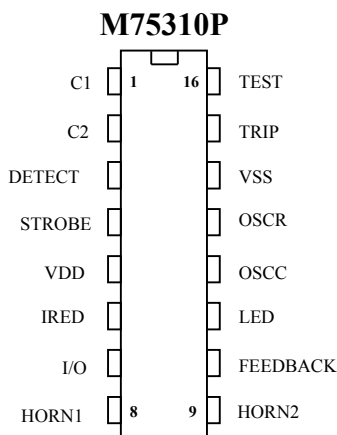 M75310P
C1 1 16 TEST
C2 TRIP
DETECT VSS
STROBE OSCR
VDD OSCC
IRED LED
I/O FEEDBACK
HORN1 8 9 HORN2